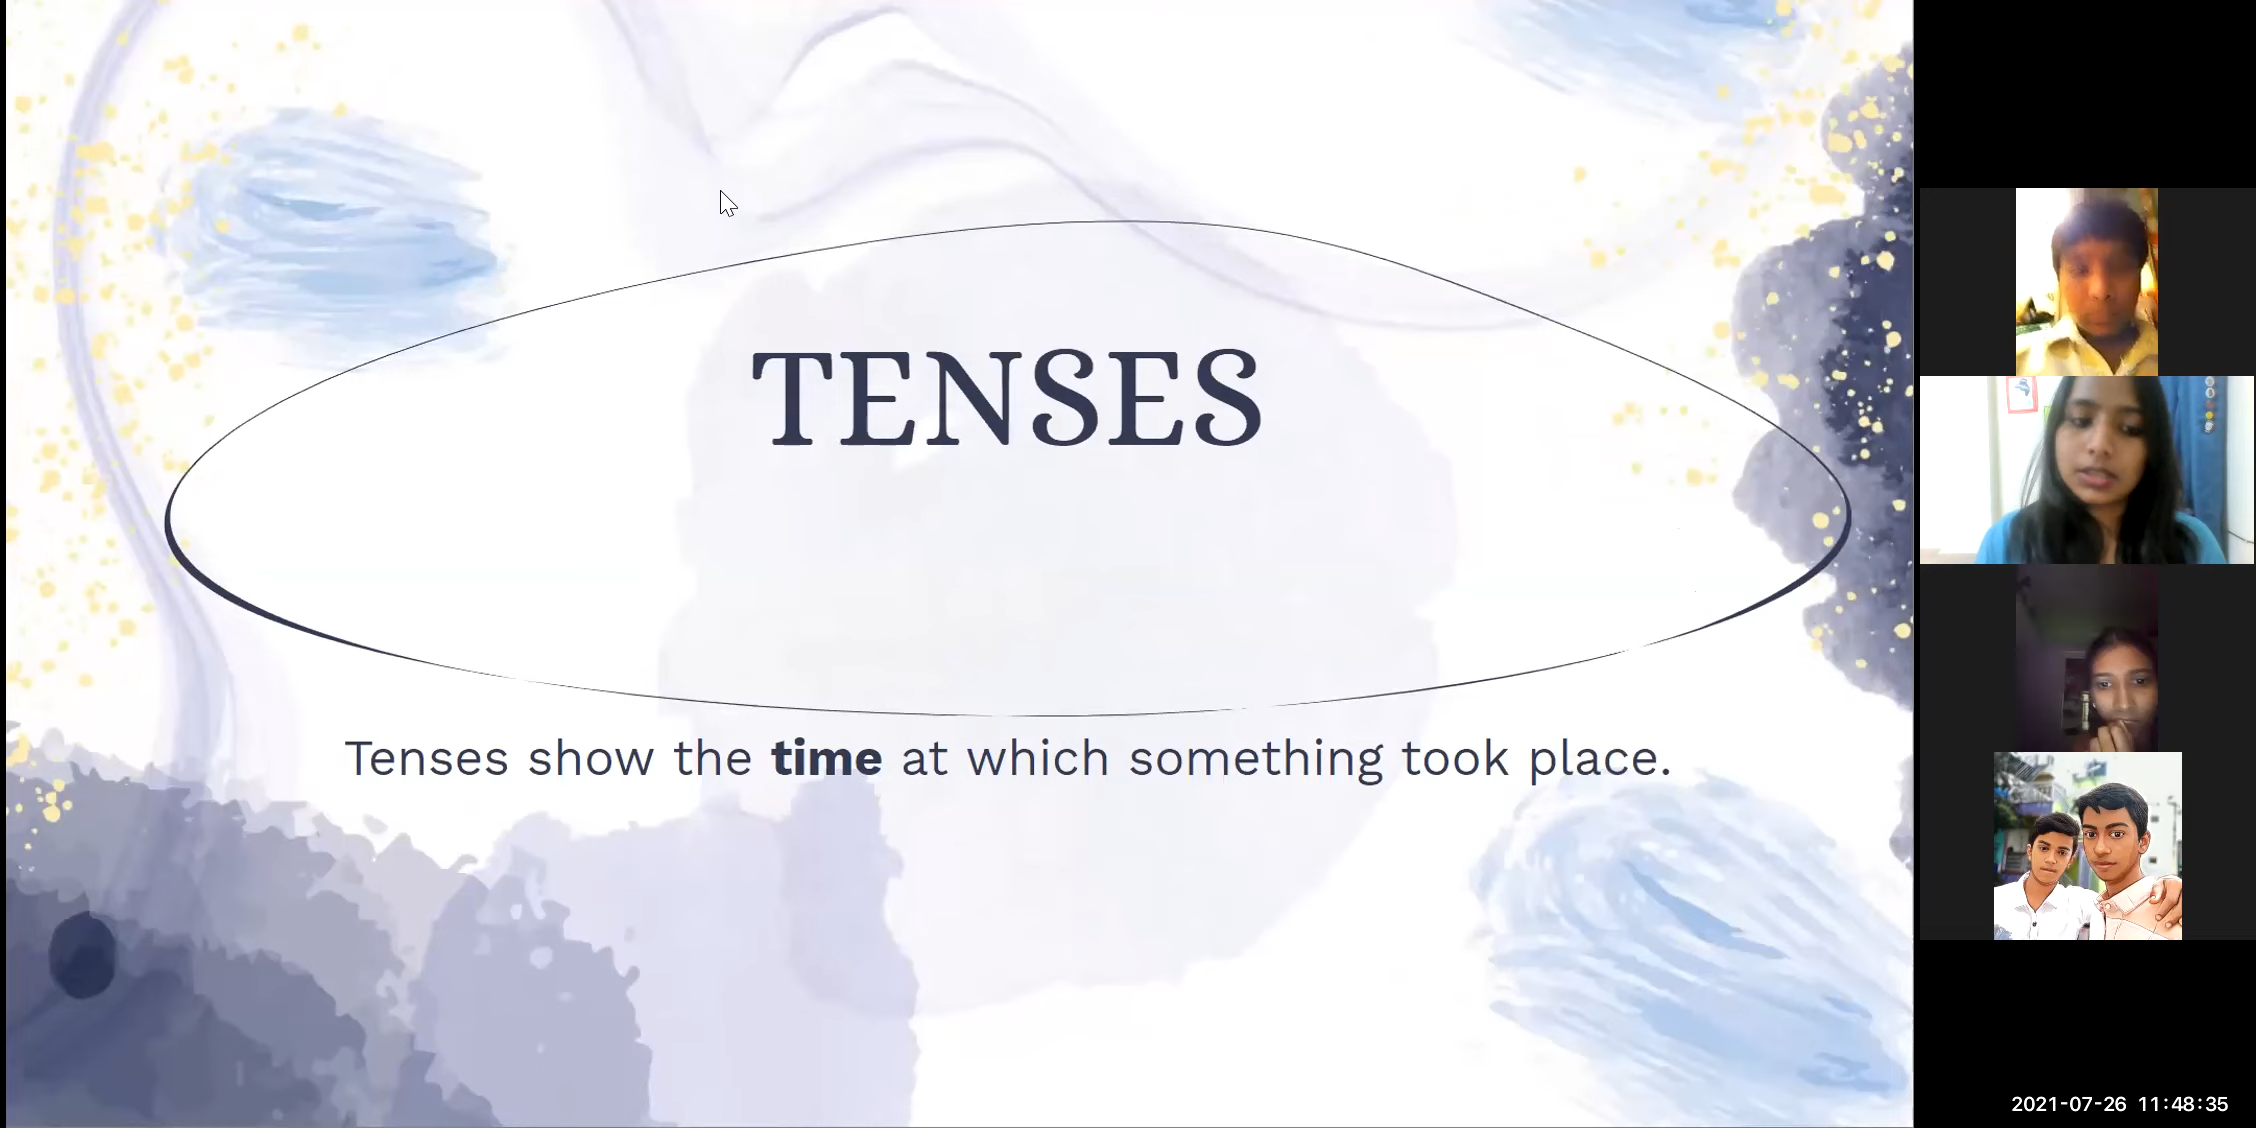 TENSES
Tenses show the time at which something took place.
2021-07-26 11:48:35